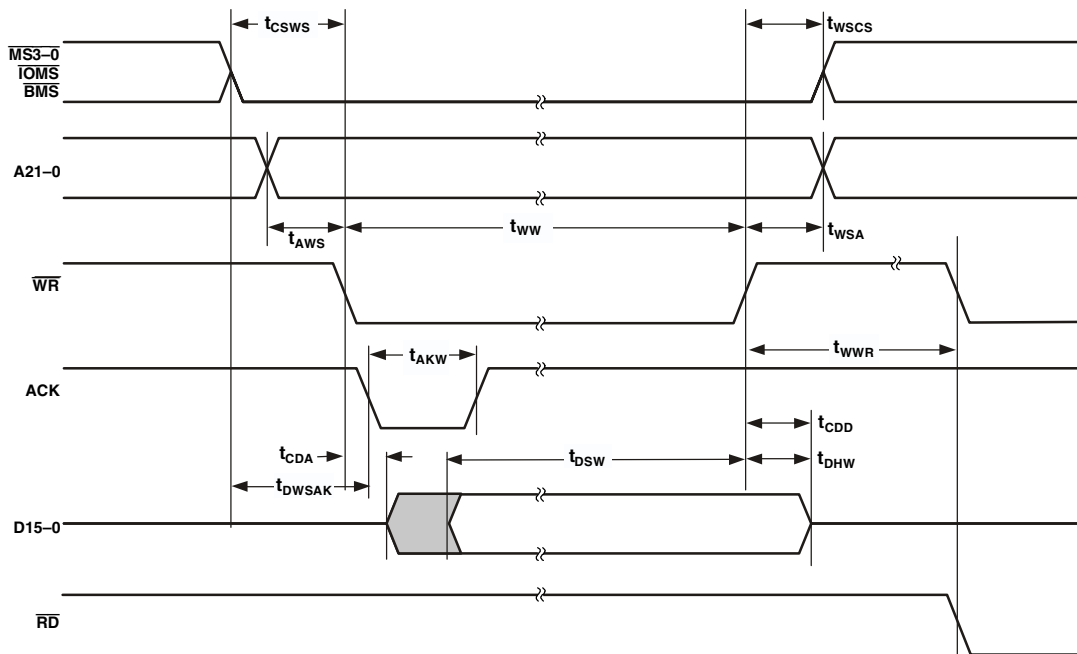 tCSWS
tWSCS
MS3–0
IOMS
BMS
A21–0
tAWS
tWW
tWSA
WR
tAKW
tWWR
ACK
tCDD
tCDA
tDSW
tDHW
tDWSAK
D15–0
RD